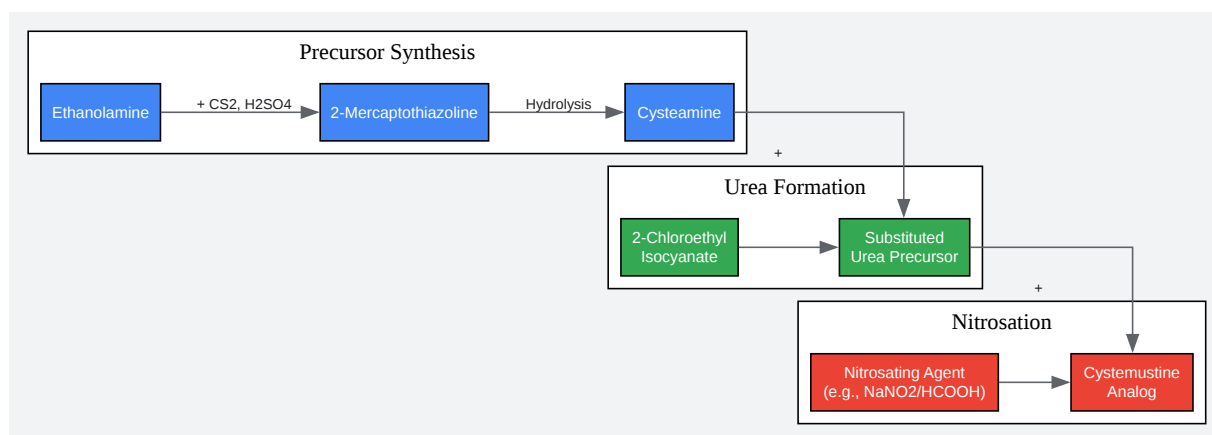 Precursor Synthesis
Ethanolamine
+ CS2, H2SO4
2-Mercaptothiazoline
Hydrolysis
Cysteamine
+
Urea Formation
2-Chloroethyl
Isocyanate
Substituted
Urea Precursor
+
Nitrosation
Nitrosating Agent
(e.g., NaNO2/HCOOH)
Cystemustine
Analog